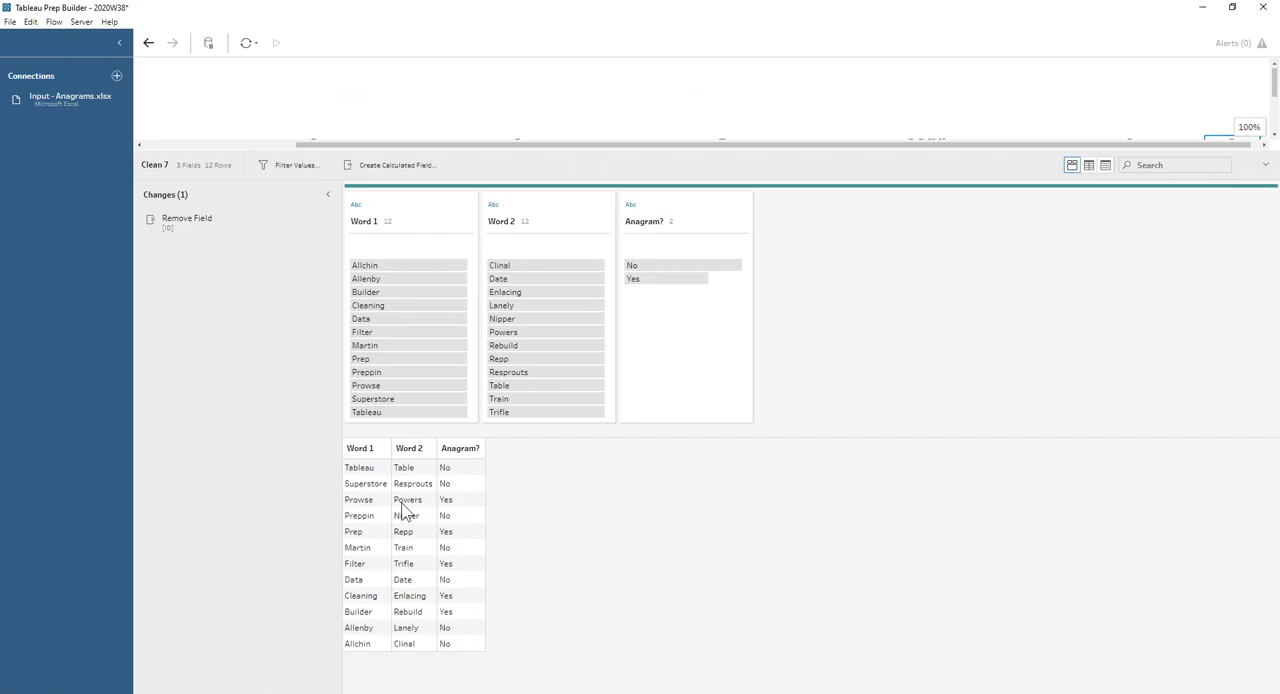 Tableau Prep Builder - 2020W38*
File Edit Flow Server Help
Alerts (0)
Connections
Input - Anagrams.xlsx
Microsoft Excel
100%
Clean 7 3 Fields 12 Rows Filter Values... Create Calculated Field... Search
Changes (1)
Remove Field
[ID]
Abc Abc Abc
Word 1 12 Word 2 12 Anagram? 2
Allchin Clinal No
Allenby Date Yes
Builder Enlacing
Cleaning Lanely
Data Nipper
Filter Powers
Martin Rebuild
Prep Repp
Preppin Resprouts
Prowse Table
Superstore Train
Tableau Trifle
Word 1 Word 2 Anagram?
Tableau Table No
Superstore Resprouts No
Prowse Powers Yes
Preppin Nipper No
Prep Repp Yes
Martin Train No
Filter Trifle Yes
Data Date No
Cleaning Enlacing Yes
Builder Rebuild Yes
Allenby Lanely No
Allchin Clinal No